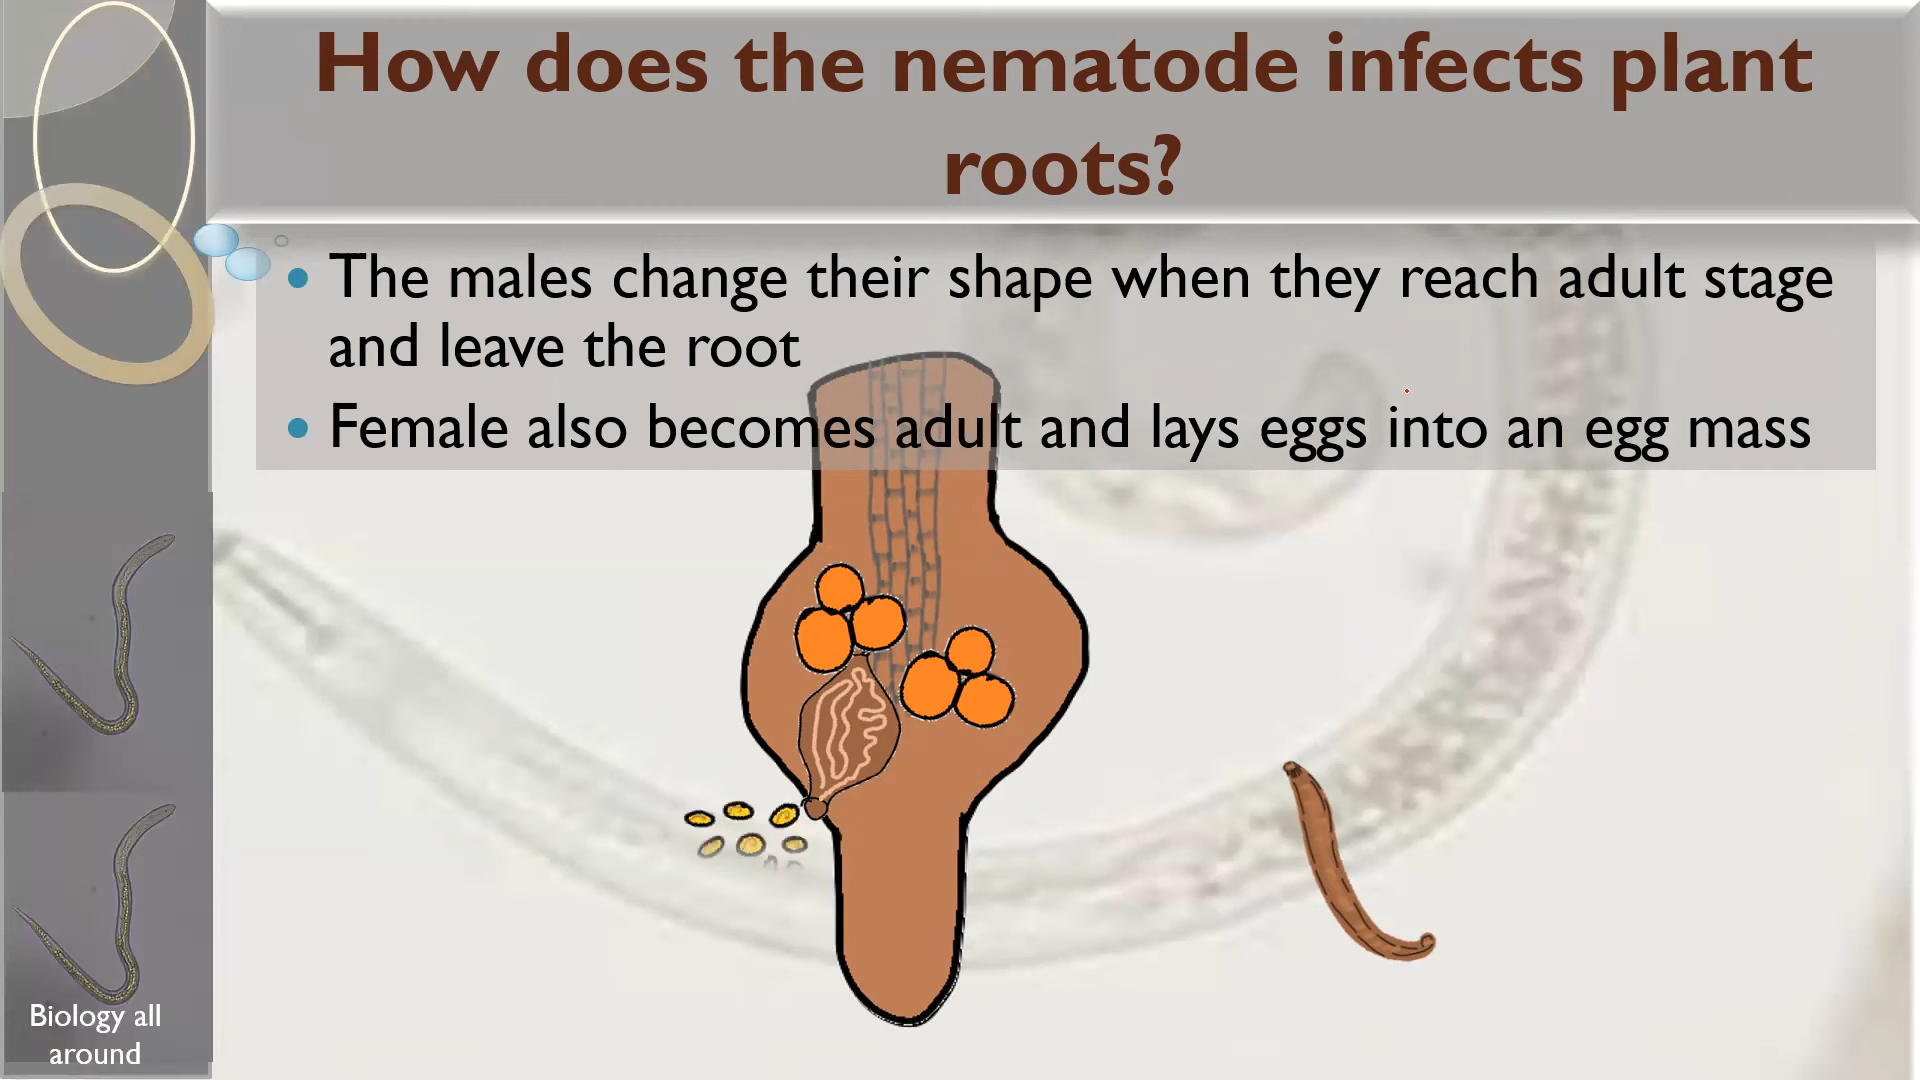 How does the nematode infects plant
roots?
• The males change their shape when they reach adult stage
and leave the root
• Female also becomes adult and lays eggs into an egg mass
Biology all
around